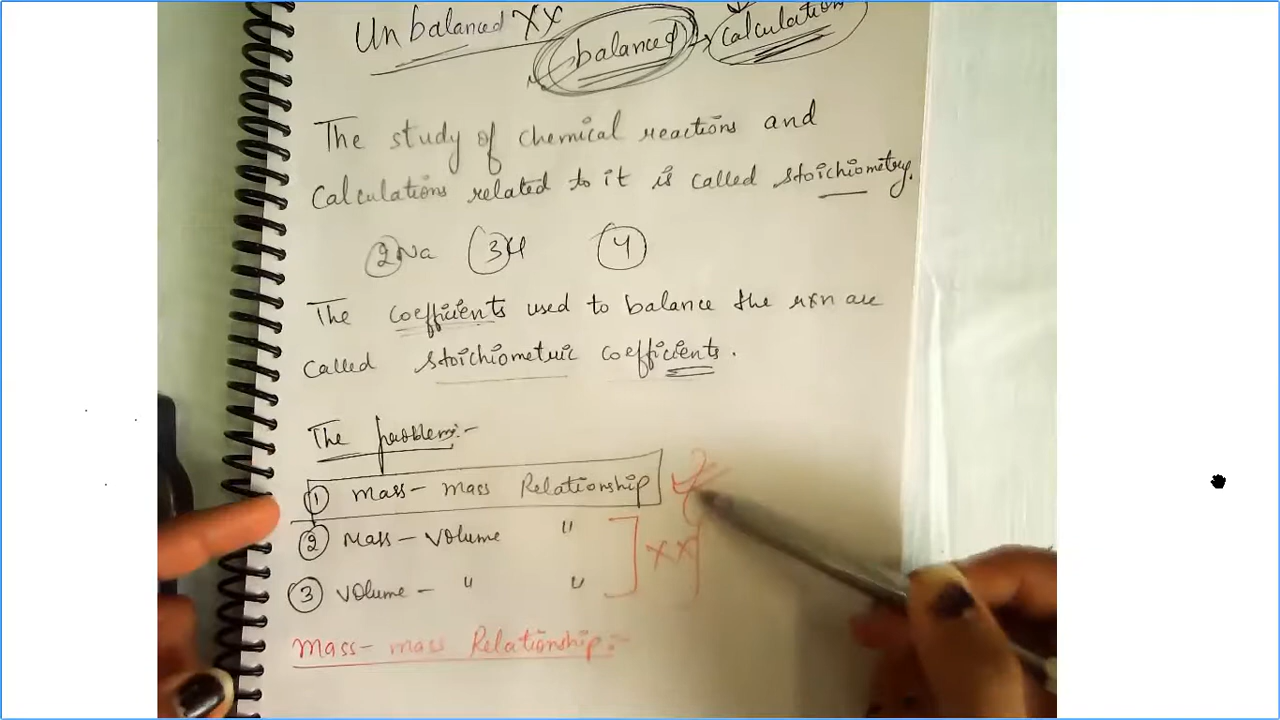 Unbalanced XX
balanced → calculation
The study of chemical reactions and
Calculations related to it is called stoichiometry.
2Na 3H 4
The coefficients used to balance the rxn are
called stoichiometric coefficients.
The problem:-
1 mass - mass Relationship
2 Mass - Volume "
XX
3 Volume - " "
Mass - mass Relationship:-